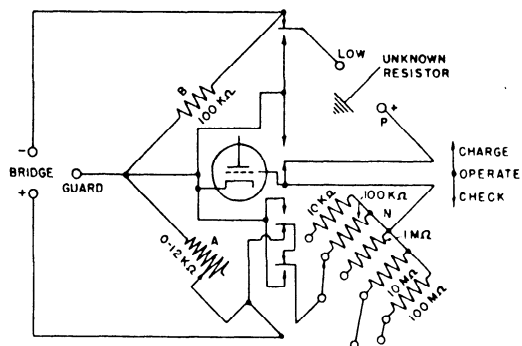 LOW
UNKNOWN
RESISTOR
B
100 KΩ
+
P
-
BRIDGE
+
GUARD
CHARGE
OPERATE
CHECK
A
0-12 KΩ
10 KΩ
100 KΩ
N
1 MΩ
10 MΩ
100 MΩ